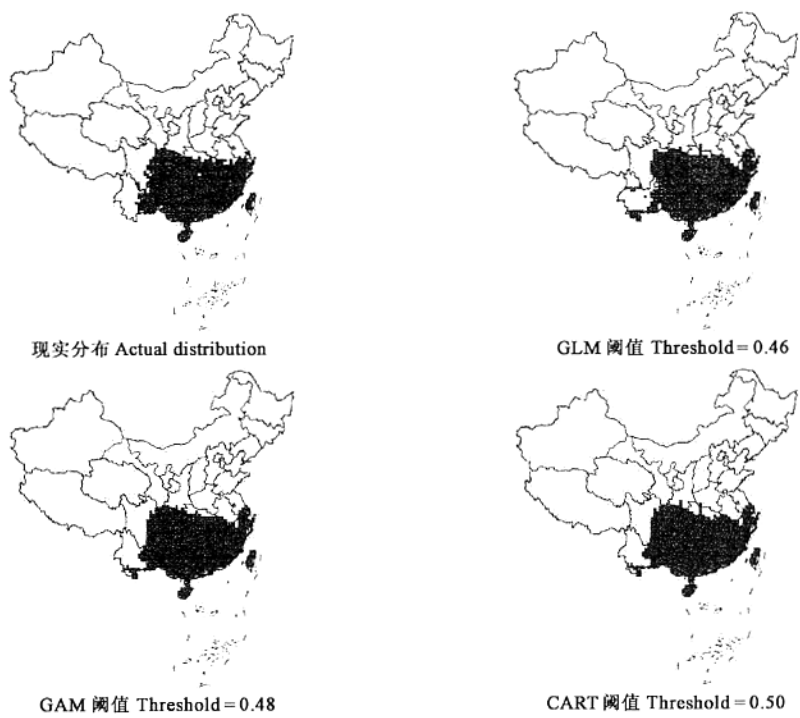 现实分布 Actual distribution
GLM 阈值 Threshold = 0.46
GAM 阈值 Threshold = 0.48
CART 阈值 Threshold = 0.50